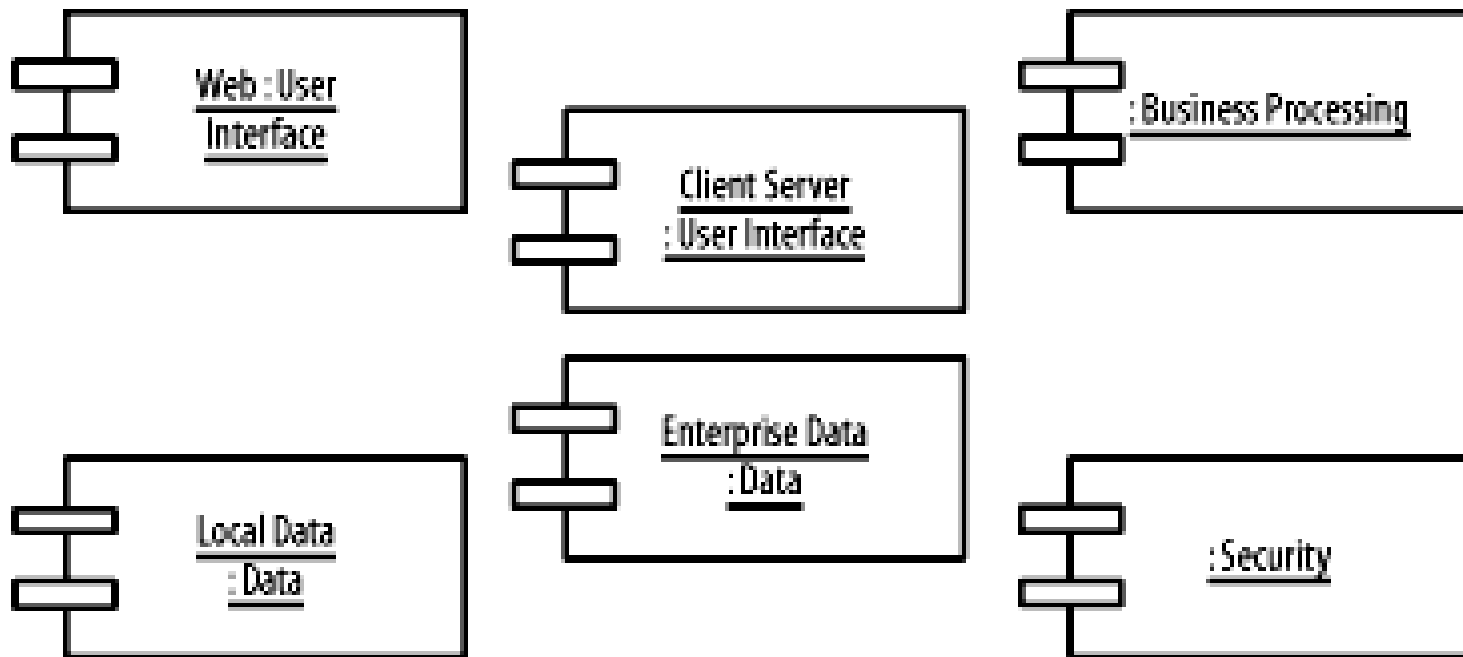 Web : User
Interface
Client Server
: User Interface
: Business Processing
Local Data
: Data
Enterprise Data
: Data
: Security